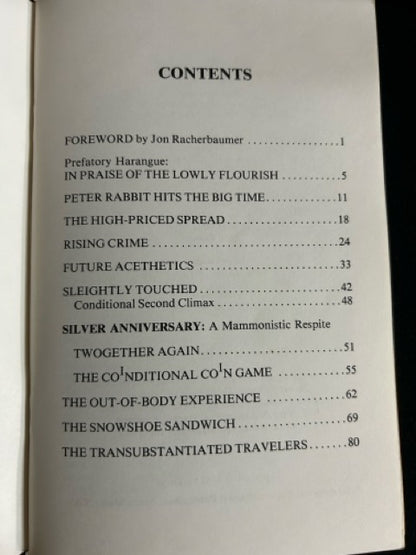 CONTENTS
FOREWORD by Jon Racherbaumer .................1
Prefatory Harangue:
IN PRAISE OF THE LOWLY FLOURISH ...........5
PETER RABBIT HITS THE BIG TIME..............11
THE HIGH-PRICED SPREAD.....................18
RISING CRIME ................................24
FUTURE ACETHETICS .........................33
SLEIGHTLY TOUCHED.........................42
Conditional Second Climax .....................48
SILVER ANNIVERSARY: A Mammonistic Respite
TWOGETHER AGAIN.........................51
THE COINDITIONAL COIN GAME ............55
THE OUT-OF-BODY EXPERIENCE ..............62
THE SNOWSHOE SANDWICH ..................69
THE TRANSUBSTANTIATED TRAVELERS.......80